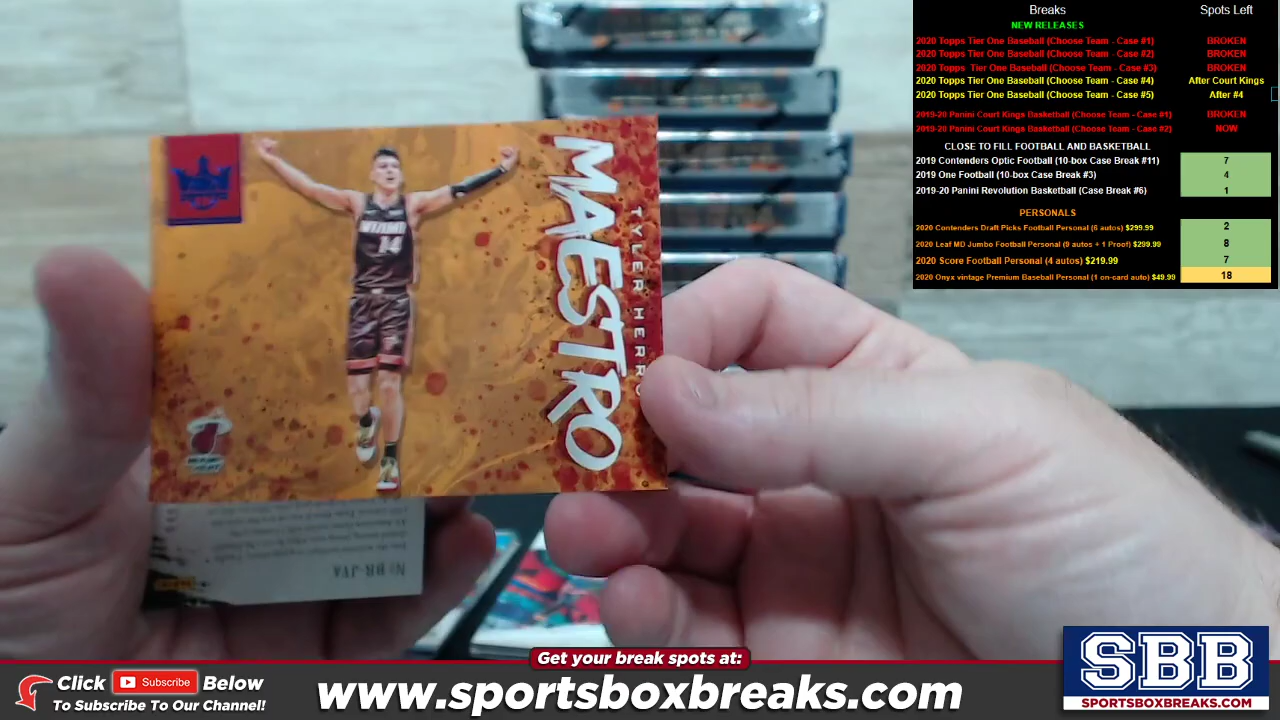 Breaks Spots Left
NEW RELEASES
2020 Topps Tier One Baseball (Choose Team - Case #1) BROKEN
2020 Topps Tier One Baseball (Choose Team - Case #2) BROKEN
2020 Topps Tier One Baseball (Choose Team - Case #3) BROKEN
2020 Topps Tier One Baseball (Choose Team - Case #4) After Court Kings
2020 Topps Tier One Baseball (Choose Team - Case #5) After #4
2019-20 Panini Court Kings Basketball (Choose Team - Case #1) BROKEN
2019-20 Panini Court Kings Basketball (Choose Team - Case #2) NOW
CLOSE TO FILL FOOTBALL AND BASKETBALL
2019 Contenders Optic Football (10-box Case Break #11) 7
2019 One Football (10-box Case Break #3) 4
2019-20 Panini Revolution Basketball (Case Break #6) 1
PERSONALS
2020 Contenders Draft Picks Football Personal (6 autos) $299.99 2
2020 Leaf MD Jumbo Football Personal (9 autos + 1 Proof) $299.99 8
2020 Score Football Personal (4 autos) $219.99 7
2020 Onyx vintage Premium Baseball Personal (1 on-card auto) $49.99 18
MAESTRO
TYLER HERRO
14
No BR-JVA
Get your break spots at:
Click Subscribe Below
To Subscribe To Our Channel!
www.sportsboxbreaks.com
SBB
SPORTSBOXBREAKS.COM